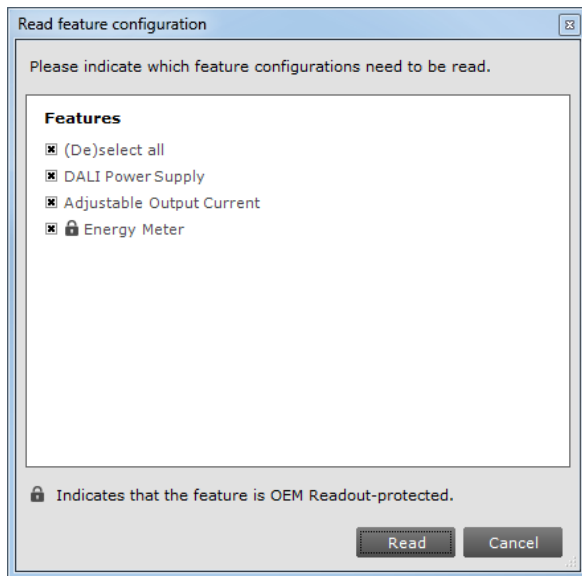 Read feature configuration
Please indicate which feature configurations need to be read.
Features
(De)select all
DALI Power Supply
Adjustable Output Current
Energy Meter
Indicates that the feature is OEM Readout-protected.
Read Cancel